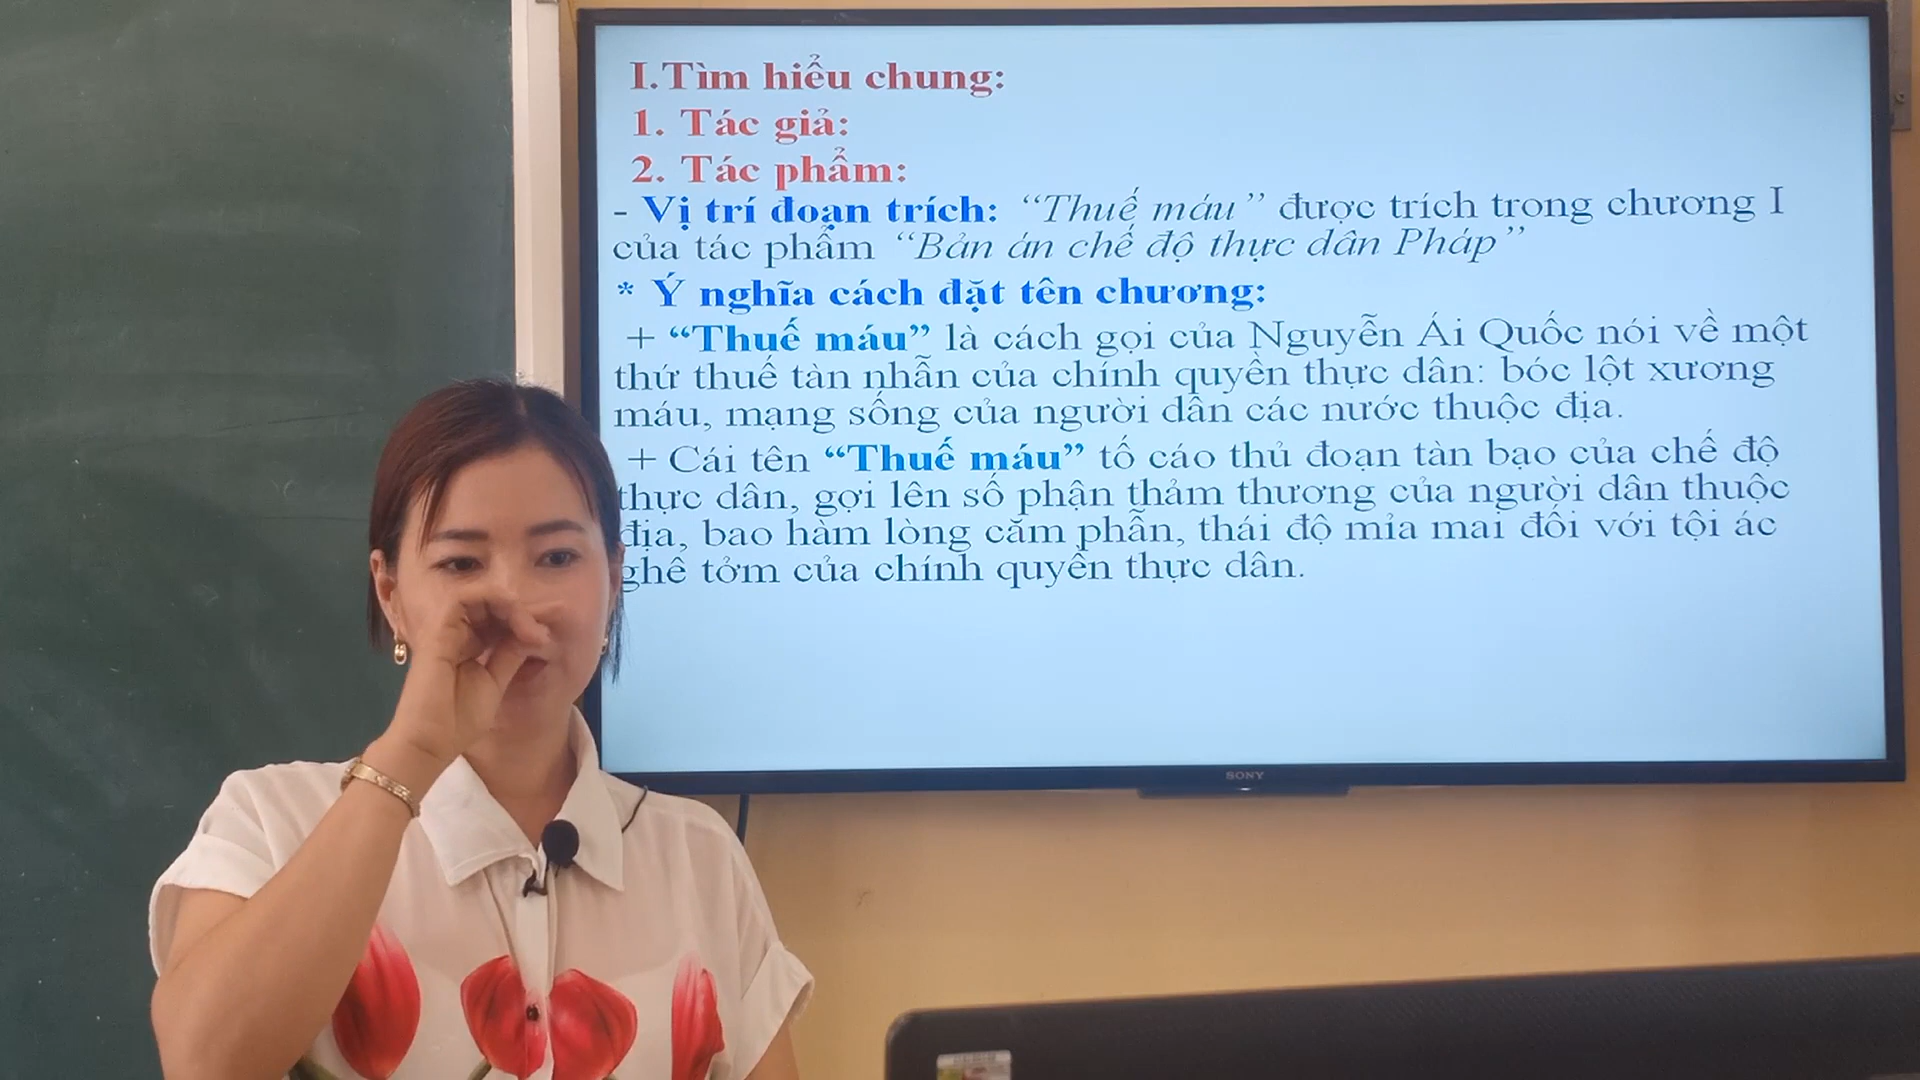 I.Tìm hiểu chung:
1. Tác giả:
2. Tác phẩm:
- Vị trí đoạn trích: “Thuế máu” được trích trong chương I
của tác phẩm “Bản án chế độ thực dân Pháp”
* Ý nghĩa cách đặt tên chương:
+ “Thuế máu” là cách gọi của Nguyễn Ái Quốc nói về một
thứ thuế tàn nhẫn của chính quyền thực dân: bóc lột xương
máu, mạng sống của người dân các nước thuộc địa.
+ Cái tên “Thuế máu” tố cáo thủ đoạn tàn bạo của chế độ
thực dân, gợi lên số phận thảm thương của người dân thuộc
địa, bao hàm lòng căm phẫn, thái độ mỉa mai đối với tội ác
ghê tởm của chính quyền thực dân.
SONY